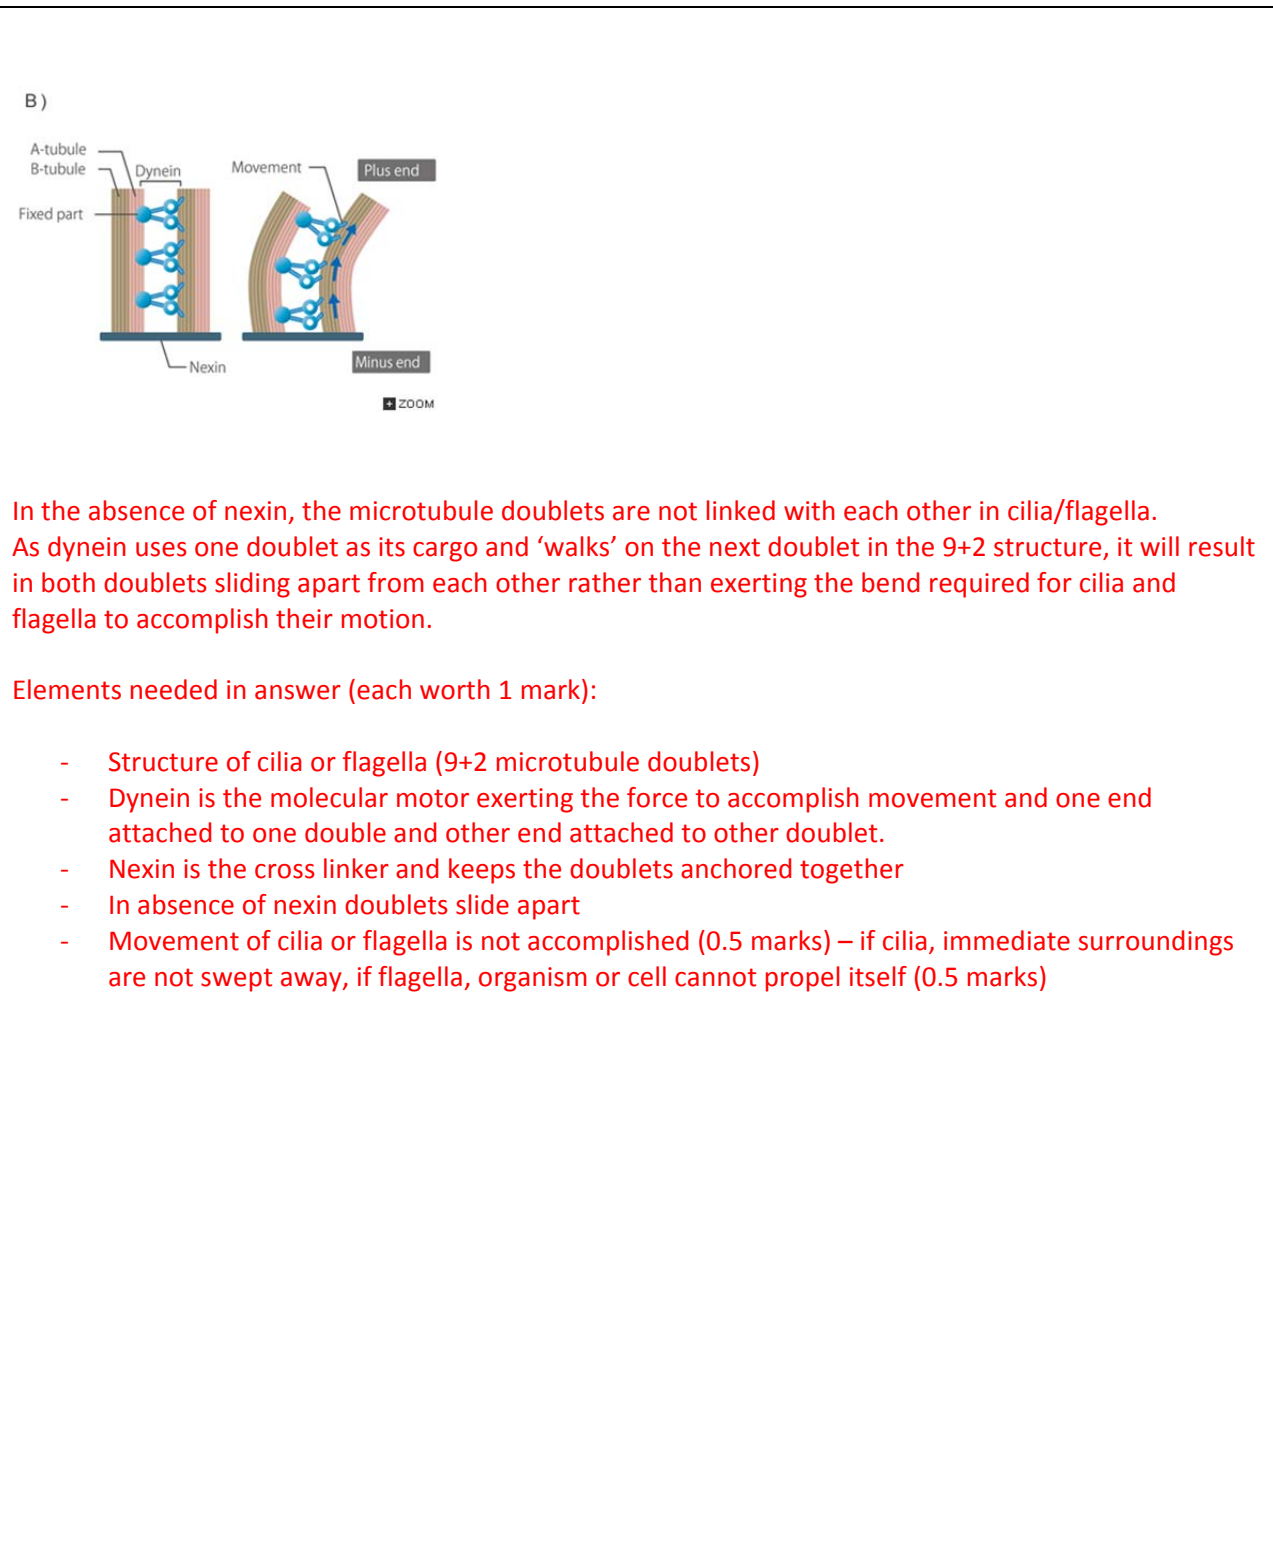 B)
A-tubule
B-tubule
Dynein
Movement
Plus end
Fixed part
Nexin
Minus end
+ ZOOM
In the absence of nexin, the microtubule doublets are not linked with each other in cilia/flagella.
As dynein uses one doublet as its cargo and ‘walks’ on the next doublet in the 9+2 structure, it will result
in both doublets sliding apart from each other rather than exerting the bend required for cilia and
flagella to accomplish their motion.
Elements needed in answer (each worth 1 mark):
- Structure of cilia or flagella (9+2 microtubule doublets)
- Dynein is the molecular motor exerting the force to accomplish movement and one end
attached to one double and other end attached to other doublet.
- Nexin is the cross linker and keeps the doublets anchored together
- In absence of nexin doublets slide apart
- Movement of cilia or flagella is not accomplished (0.5 marks) – if cilia, immediate surroundings
are not swept away, if flagella, organism or cell cannot propel itself (0.5 marks)